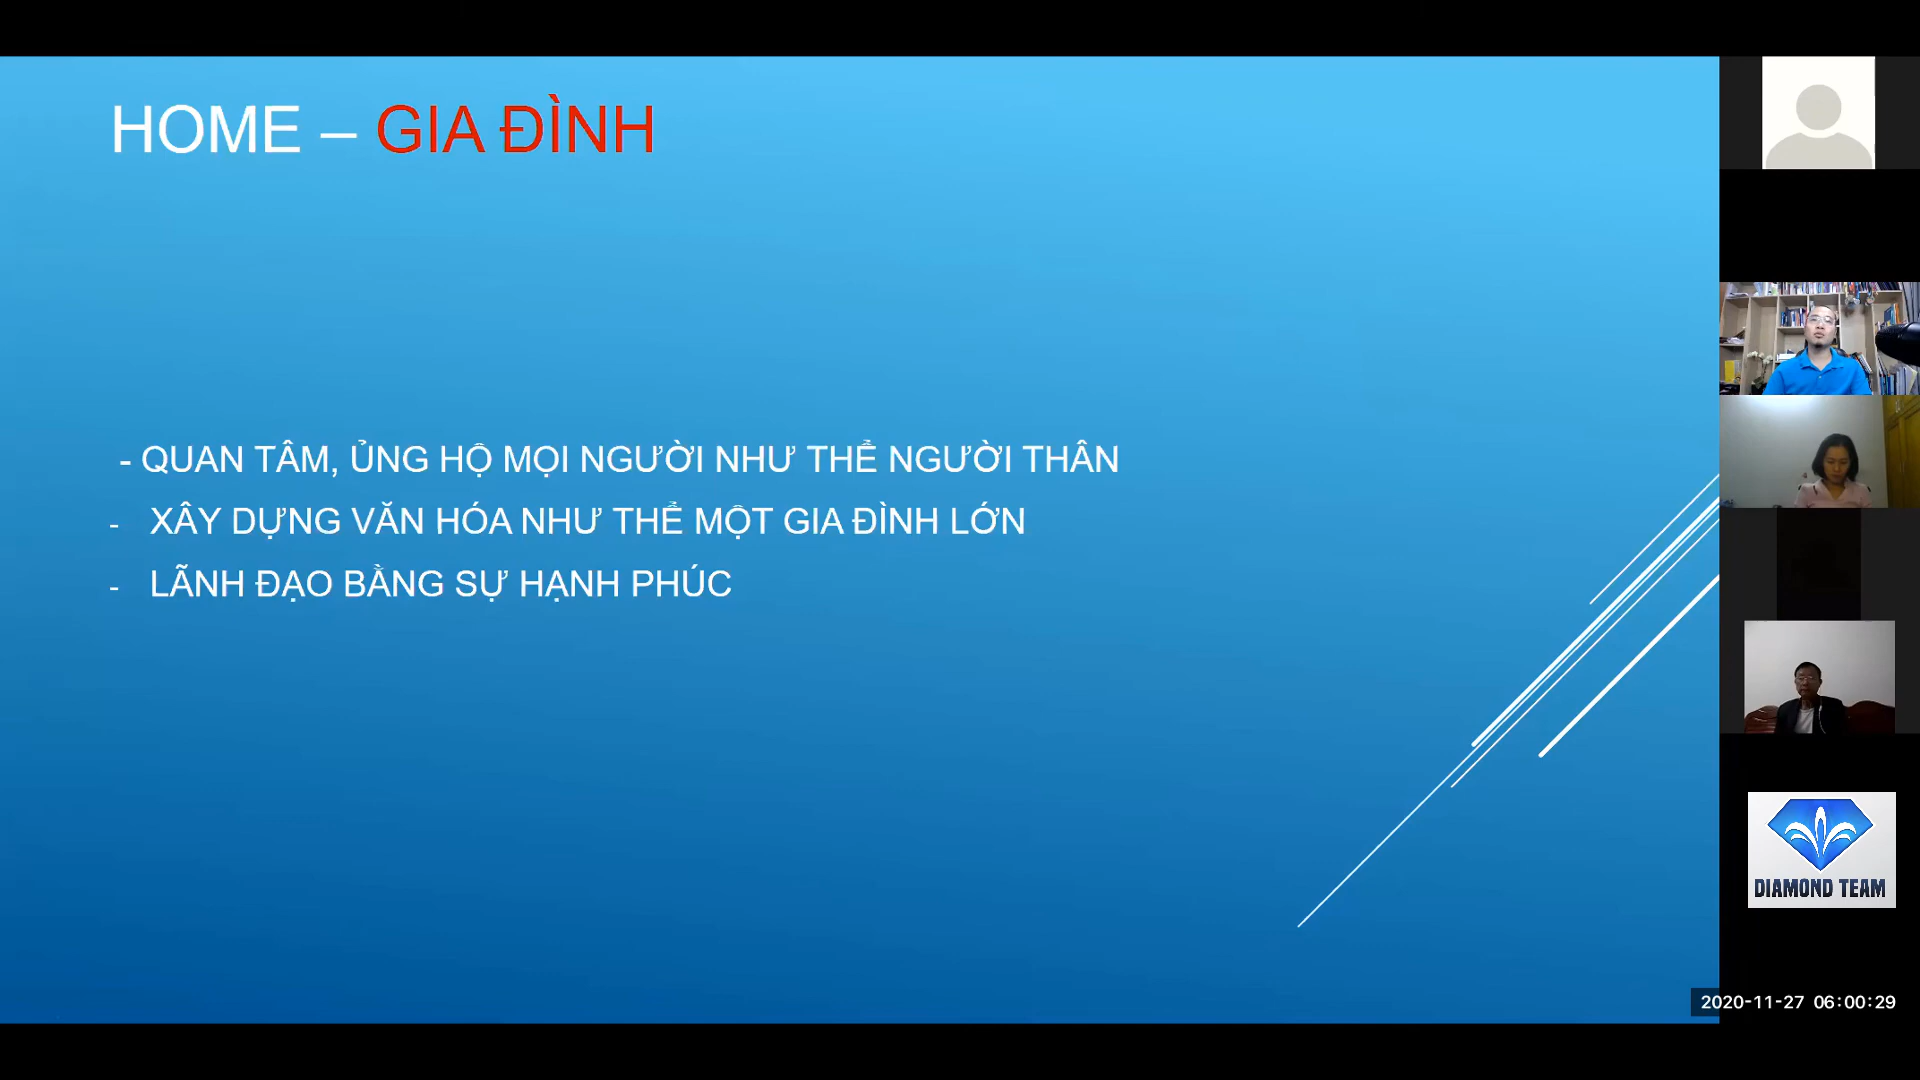 HOME – GIA ĐÌNH
- QUAN TÂM, ỦNG HỘ MỌI NGƯỜI NHƯ THỂ NGƯỜI THÂN
- XÂY DỰNG VĂN HÓA NHƯ THỂ MỘT GIA ĐÌNH LỚN
- LÃNH ĐẠO BẰNG SỰ HẠNH PHÚC
DIAMOND TEAM
2020-11-27 06:00:29